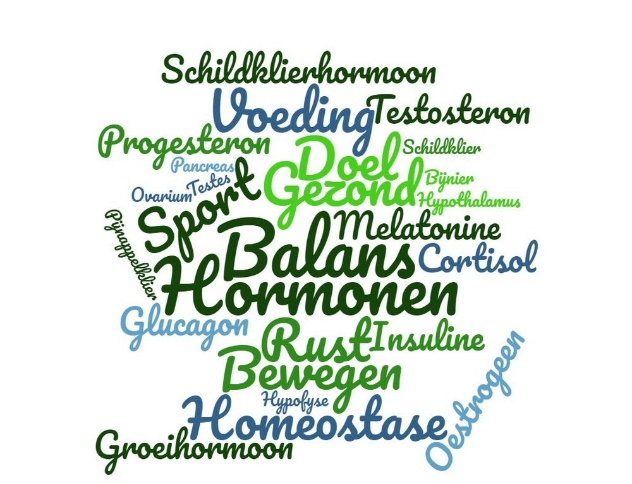 Schildklierhormoon
Voeding
Testosteron
Progesteron
Doel
Schildklier
Pancreas
Gezond
Bijnier
Testes
Ovarium
Hypothalamus
Sport
Melatonine
Pijnappelklier
Balans
Cortisol
Hormonen
Glucagon
Rust
Insuline
Bewegen
Oestrogeen
Hypofyse
Homeostase
Groeihormoon